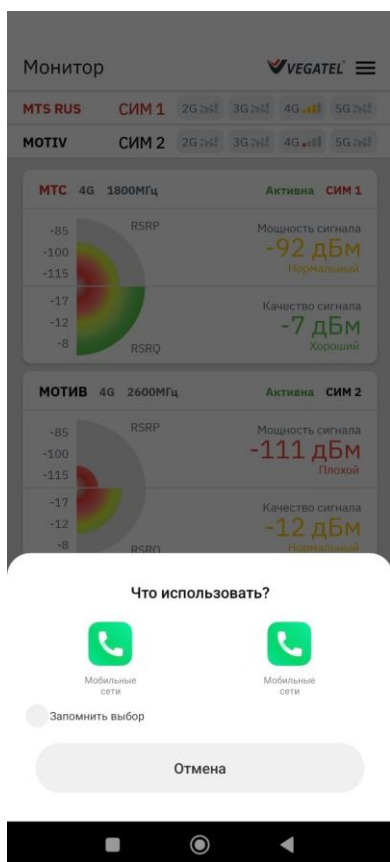 Монитор
VEGATEL
MTS RUS СИМ 1 2G 3G 4G 5G
MOTIV СИМ 2 2G 3G 4G 5G
МТС 4G 1800МГц Активна СИМ 1
-85 RSRP Мощность сигнала
-100 -92 дБм
-115 Нормальный
-17 Качество сигнала
-12 -7 дБм
-8 RSRQ Хороший
МОТИВ 4G 2600МГц Активна СИМ 2
-85 RSRP Мощность сигнала
-100 -111 дБм
-115 Плохой
-17 Качество сигнала
-12 -12 дБм
-8 RSRQ Нормальный
Что использовать?
Мобильные сети
Мобильные сети
Запомнить выбор
Отмена